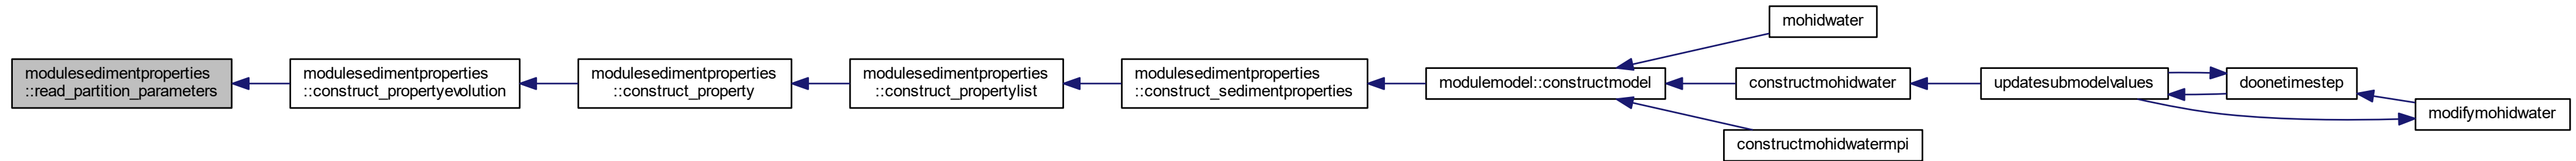 modulesedimentproperties
::read_partition_parameters
modulesedimentproperties
::construct_propertyevolution
modulesedimentproperties
::construct_property
modulesedimentproperties
::construct_propertylist
modulesedimentproperties
::construct_sedimentproperties
modulemodel::constructmodel
mohidwater
constructmohidwater
constructmohidwatermpi
updatesubmodelvalues
doonetimestep
modifymohidwater